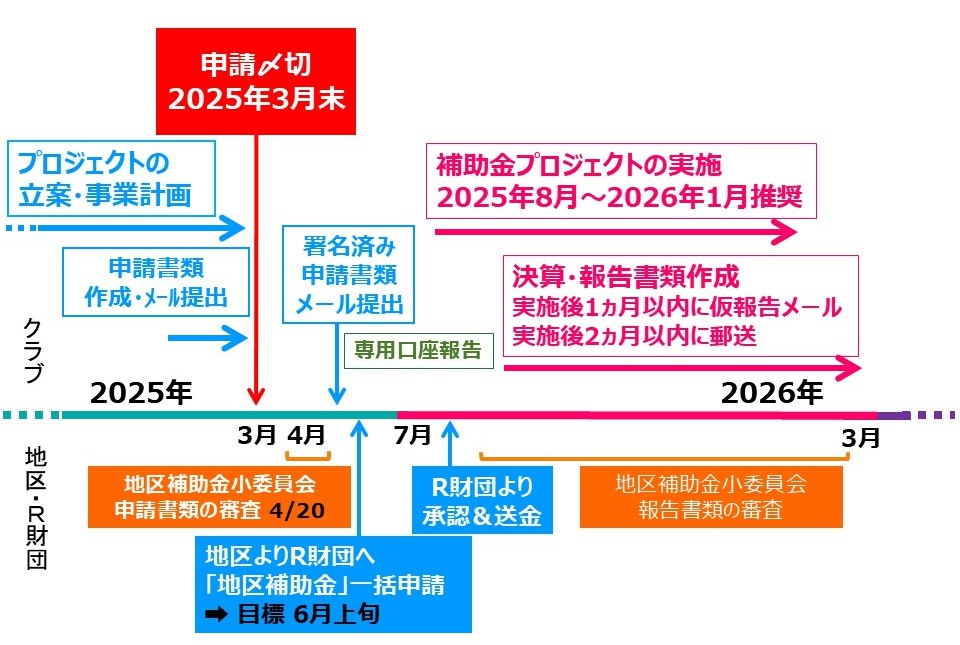 申請〆切
2025年3月末
プロジェクトの
立案・事業計画
補助金プロジェクトの実施
2025年8月～2026年1月推奨
申請書類
作成・ﾒｰﾙ提出
署名済み
申請書類
メール提出
決算・報告書類作成
実施後1ヵ月以内に仮報告メール
実施後2ヵ月以内に郵送
専用口座報告
クラブ
2025年
2026年
3月
4月
7月
3月
地区・R財団
地区補助金小委員会
申請書類の審査 4/20
R財団より
承認＆送金
地区補助金小委員会
報告書類の審査
地区よりR財団へ
「地区補助金」一括申請
➡ 目標 6月上旬